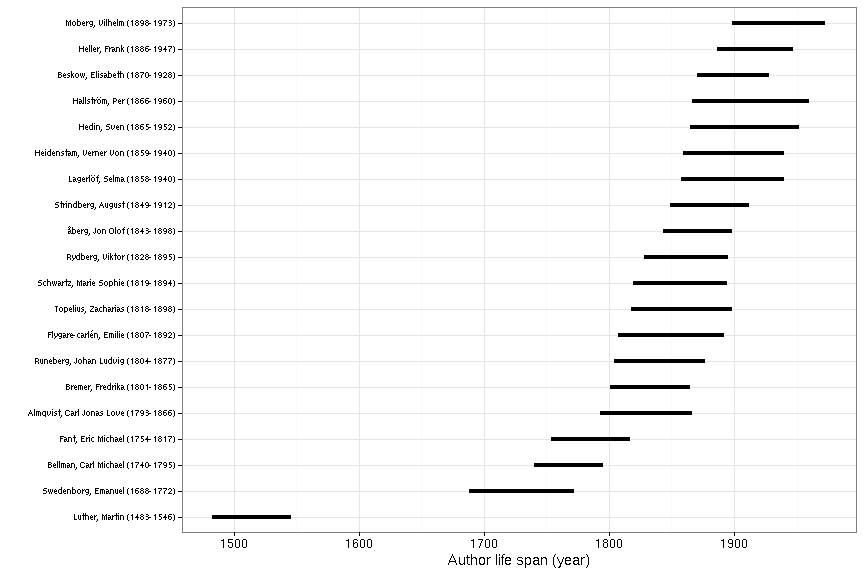 Moberg, Vilhelm (1898-1973)
Heller, Frank (1886-1947)
Beskow, Elisabeth (1870-1928)
Hallström, Per (1866-1960)
Hedin, Sven (1865-1952)
Heidenstam, Verner Von (1859-1940)
Lagerlöf, Selma (1858-1940)
Strindberg, August (1849-1912)
åberg, Jon Olof (1843-1898)
Rydberg, Viktor (1828-1895)
Schwartz, Marie Sophie (1819-1894)
Topelius, Zacharias (1818-1898)
Flygare-carlén, Emilie (1807-1892)
Runeberg, Johan Ludvig (1804-1877)
Bremer, Fredrika (1801-1865)
Almqvist, Carl Jonas Love (1793-1866)
Fant, Eric Michael (1754-1817)
Bellman, Carl Michael (1740-1795)
Swedenborg, Emanuel (1688-1772)
Luther, Martin (1483-1546)
1500 1600 1700 1800 1900
Author life span (year)